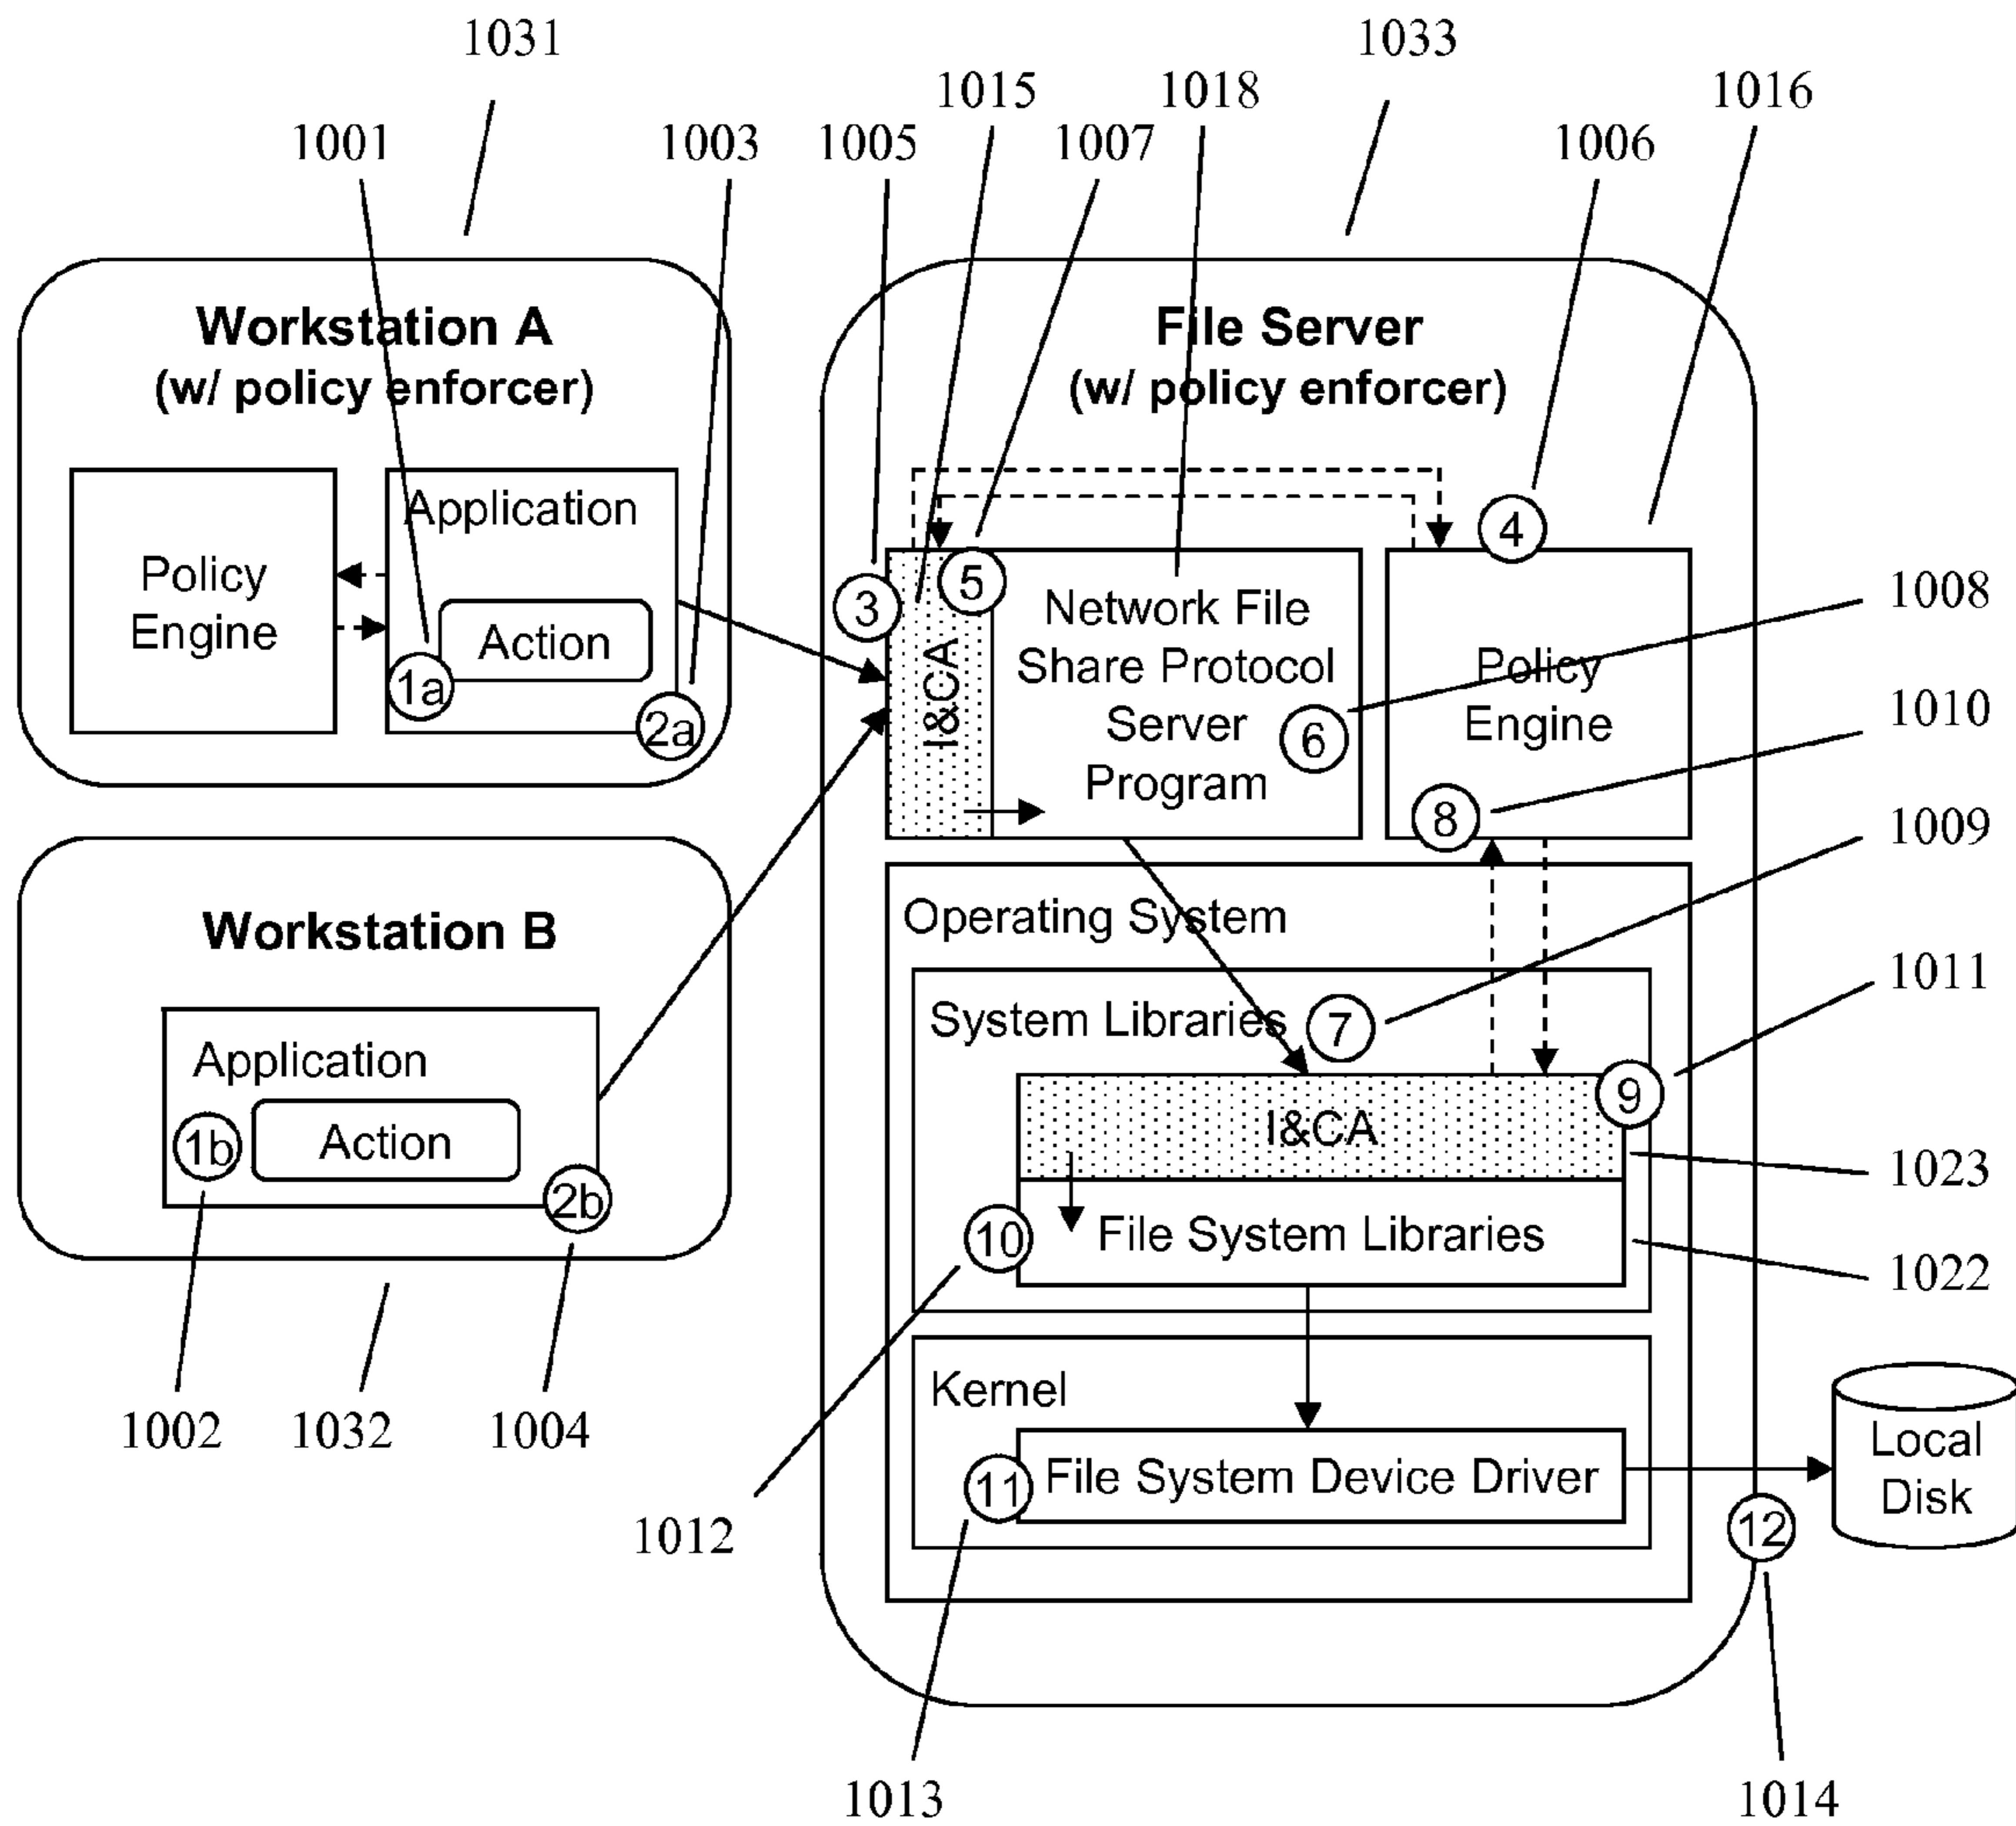 1031
1033
1015
1018
1016
1001
1003
1005
1007
1006
Workstation A
(w/ policy enforcer)
Policy
Engine
Application
Action
1a
2a
File Server
(w/ policy enforcer)
4
3
5
I&CA
Network File
Share Protocol
Server
Program
6
Policy
Engine
8
1008
1010
1009
1011
1023
1022
Workstation B
Application
Action
1b
2b
1002
1032
1004
Operating System
System Libraries
7
9
I&CA
10
File System Libraries
Kernel
11
File System Device Driver
12
Local
Disk
1012
1013
1014